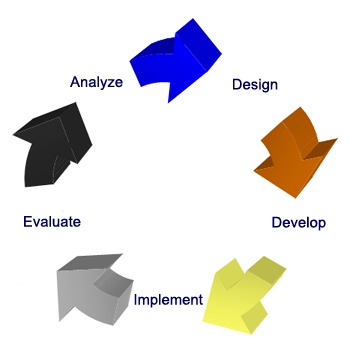 Analyze
Design
Develop
Implement
Evaluate